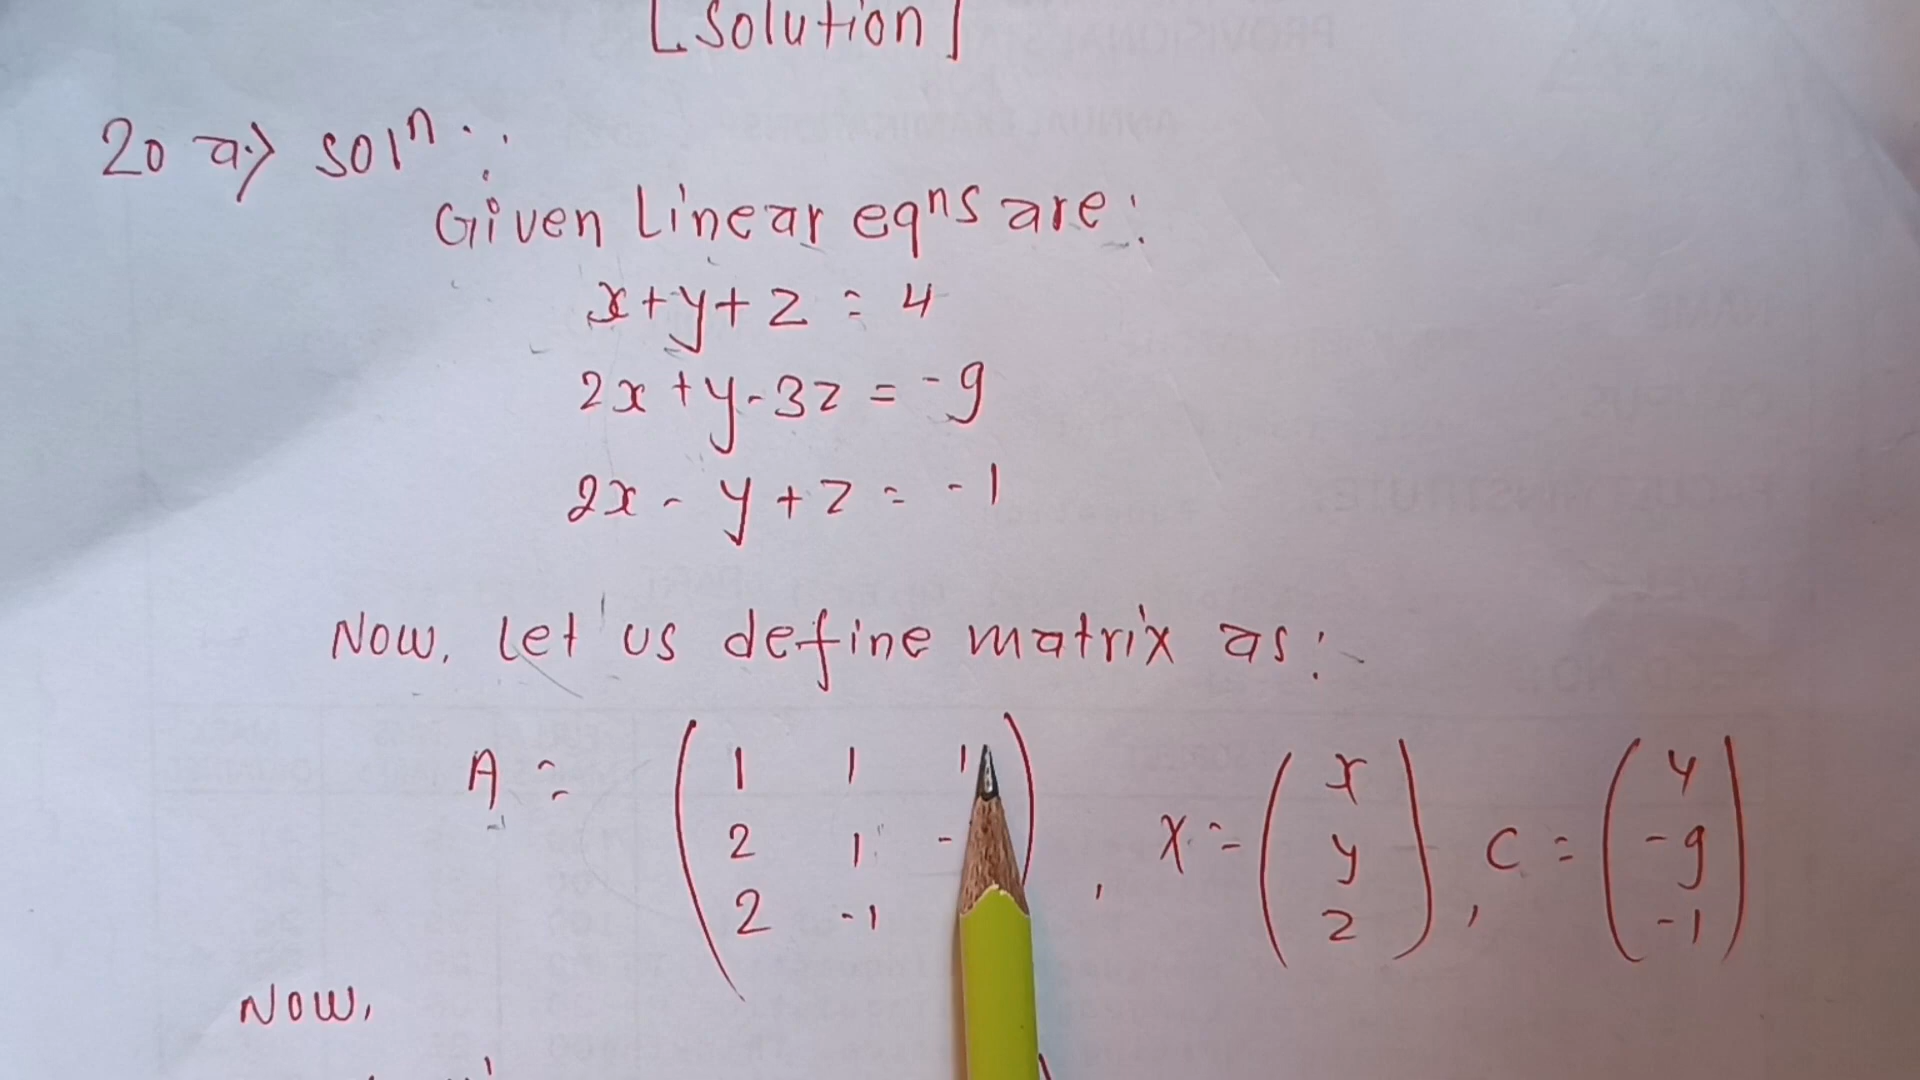 [Solution]
20 a.) solⁿ:
Given Linear eqⁿs are:
x+y+z = 4
2x+y-3z = -9
2x-y+z = -1
Now, let us define matrix as:
A = (1 1 1
2 1 -
2 -1 ), X = (x
y
z), C = (4
-9
-1)
Now,